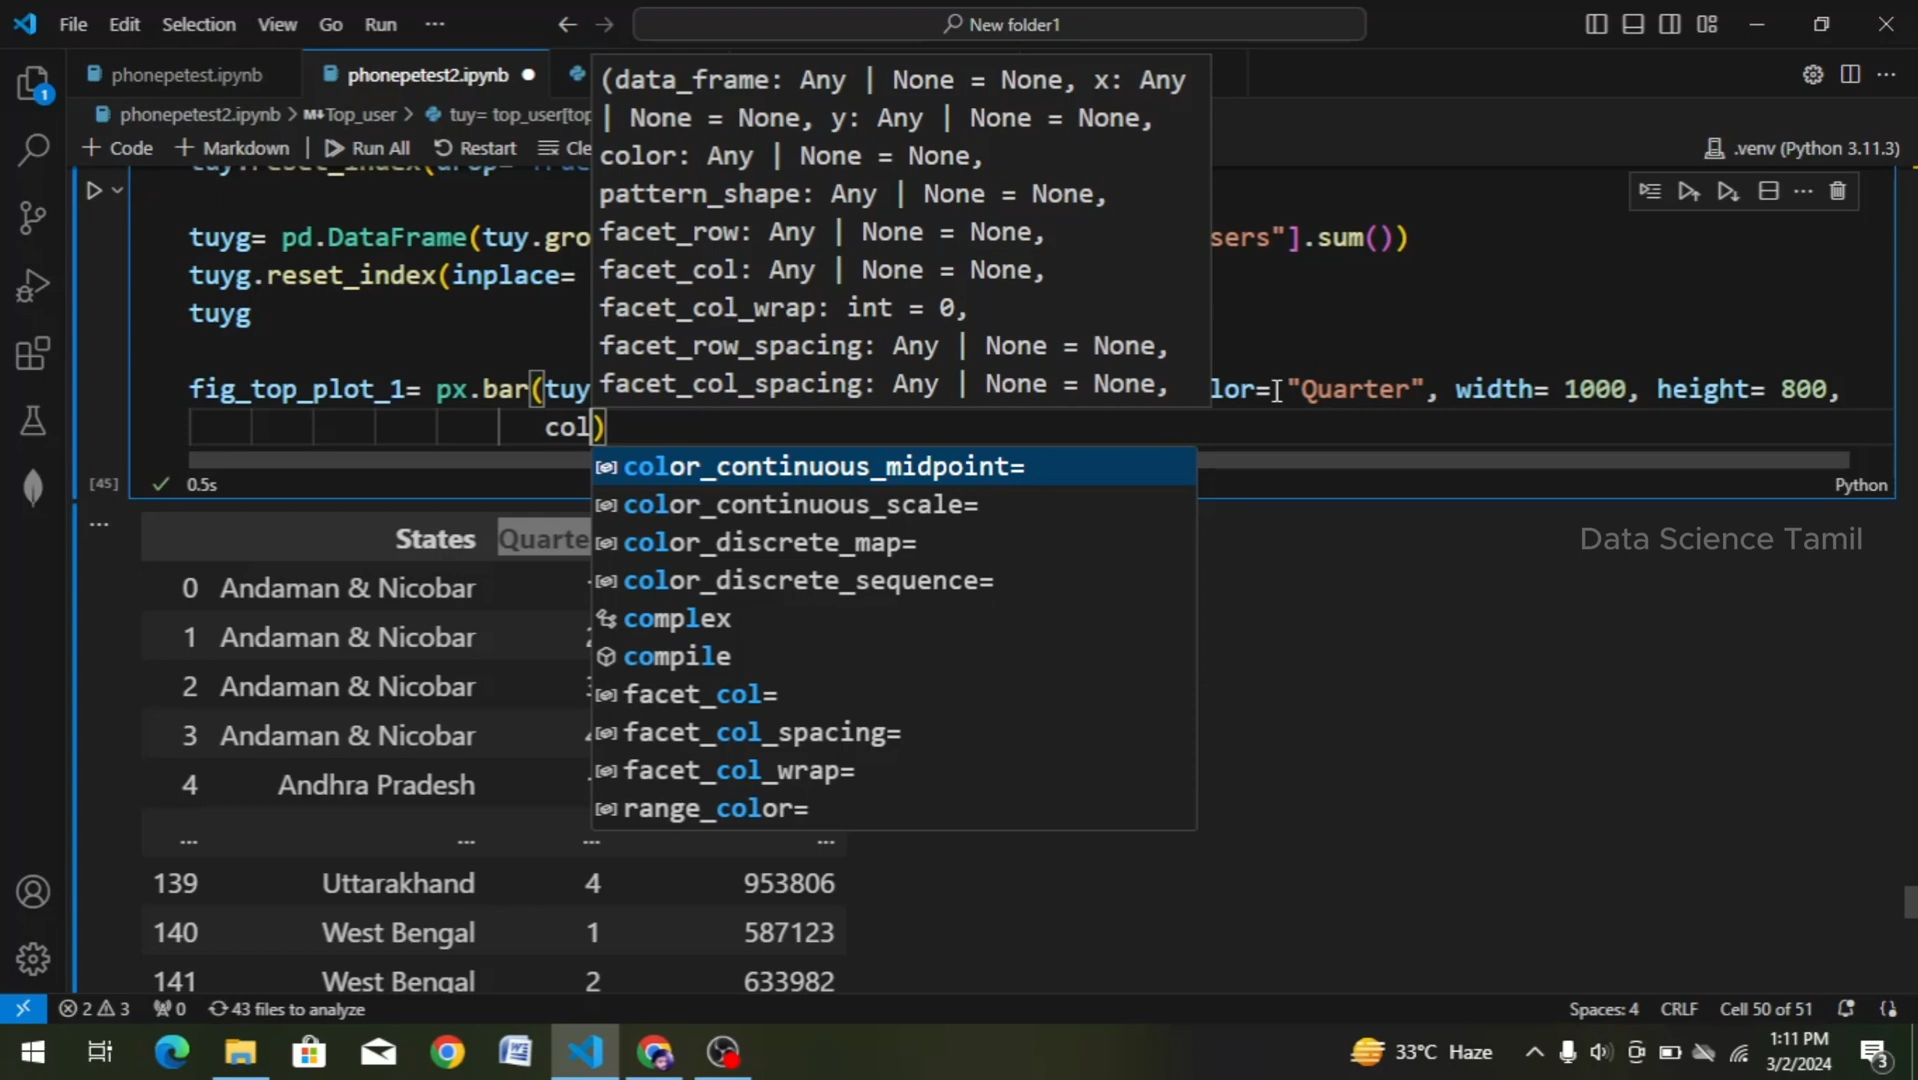 File Edit Selection View Go Run ··· New folder1
phonepetest.ipynb phonepetest2.ipynb
phonepetest2.ipynb > M↓Top_user > tuy= top_user[top
+ Code + Markdown | Run All Restart Cle .venv (Python 3.11.3)
(data_frame: Any | None = None, x: Any
| None = None, y: Any | None = None,
color: Any | None = None,
pattern_shape: Any | None = None,
facet_row: Any | None = None,
facet_col: Any | None = None,
facet_col_wrap: int = 0,
facet_row_spacing: Any | None = None,
facet_col_spacing: Any | None = None,
tuyg= pd.DataFrame(tuy.gro sers"].sum())
tuyg.reset_index(inplace=
tuyg
fig_top_plot_1= px.bar(tuy lor= "Quarter", width= 1000, height= 800,
col)
[45] 0.5s Python
color_continuous_midpoint=
color_continuous_scale=
color_discrete_map=
color_discrete_sequence=
complex
compile
facet_col=
facet_col_spacing=
facet_col_wrap=
range_color=
States Quarte
0 Andaman & Nicobar
1 Andaman & Nicobar
2 Andaman & Nicobar
3 Andaman & Nicobar
4 Andhra Pradesh
... ... ... ...
139 Uttarakhand 4 953806
140 West Bengal 1 587123
141 West Bengal 2 633982
Data Science Tamil
2 3 0 43 files to analyze Spaces: 4 CRLF Cell 50 of 51
33°C Haze 1:11 PM
3/2/2024 3